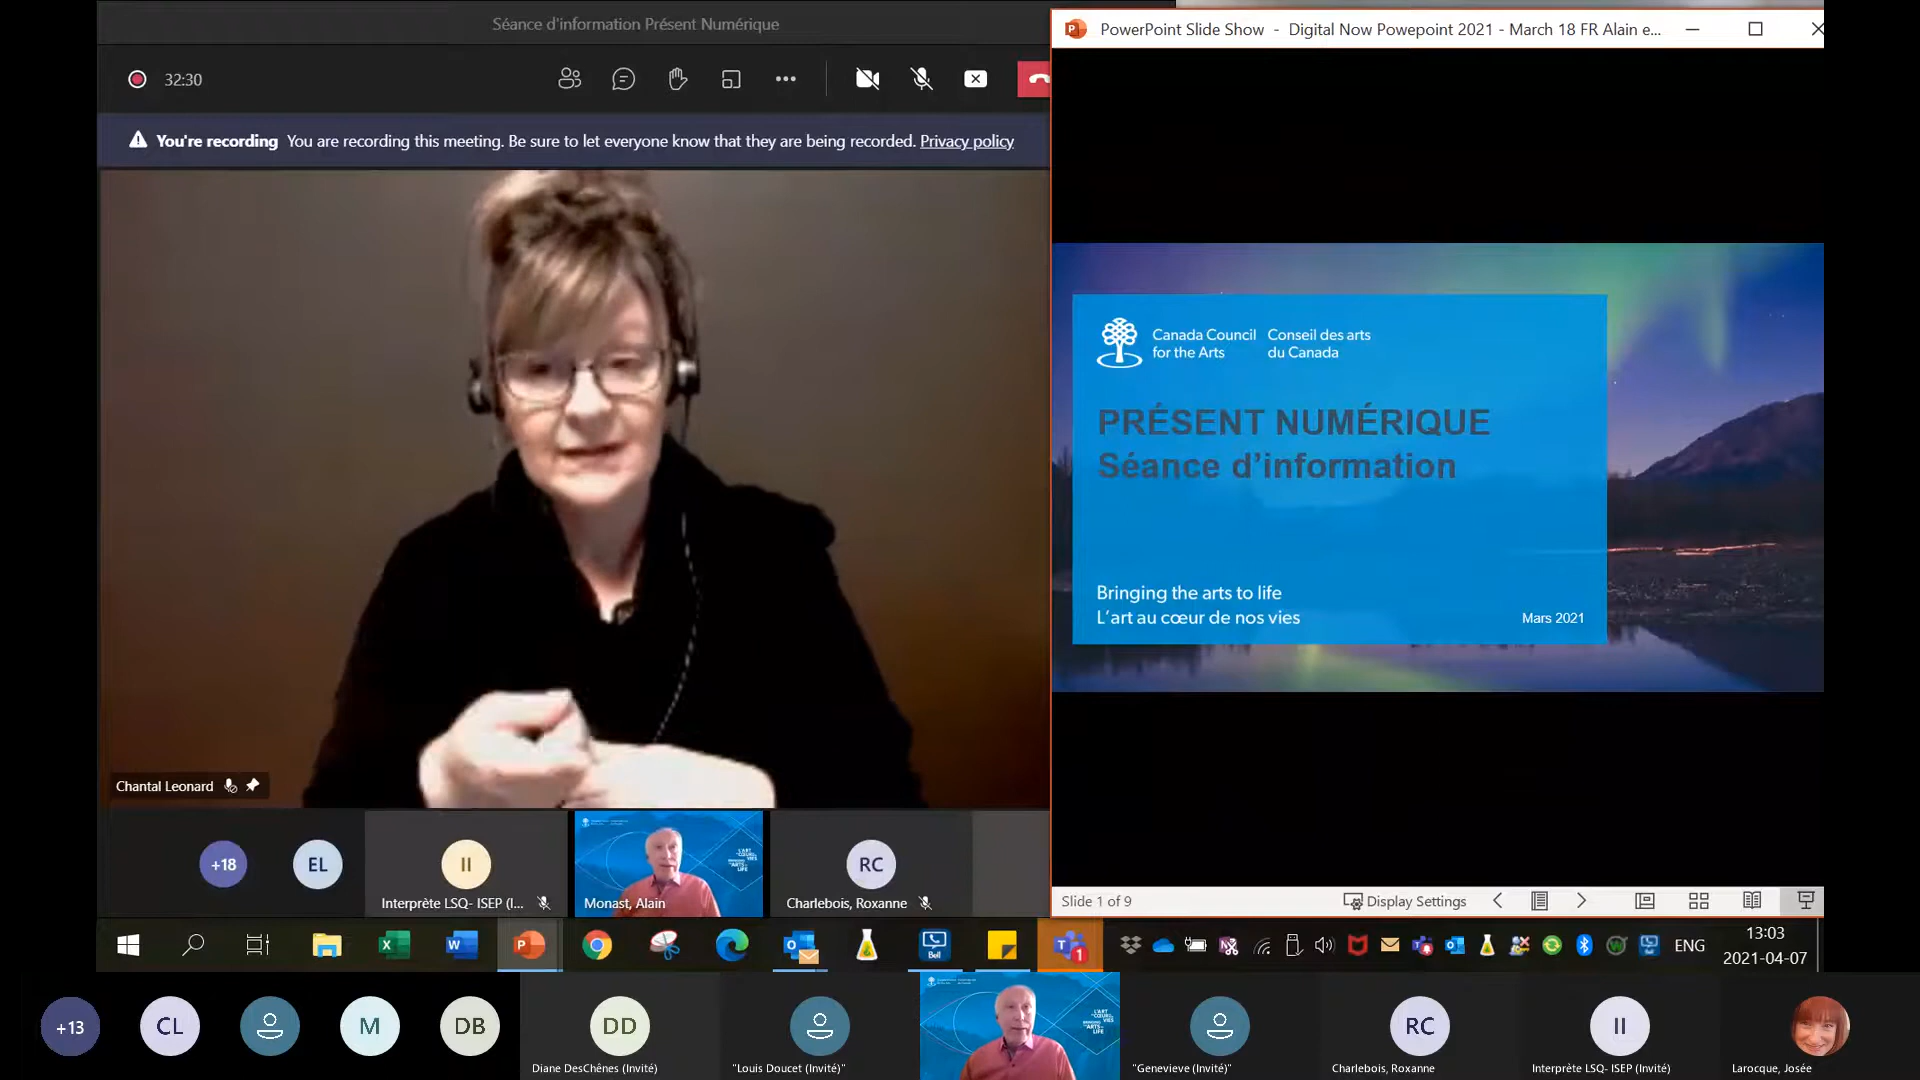 Séance d'information Présent Numérique
32:30
You're recording You are recording this meeting. Be sure to let everyone know that they are being recorded. Privacy policy
Chantal Leonard
+18
EL
II
Interprète LSQ- ISEP (I...
Monast, Alain
RC
Charlebois, Roxanne
PowerPoint Slide Show - Digital Now Powepoint 2021 - March 18 FR Alain e...
Canada Council
for the Arts
Conseil des arts
du Canada
PRÉSENT NUMÉRIQUE
Séance d'information
Bringing the arts to life
L'art au cœur de nos vies
Mars 2021
Slide 1 of 9
Display Settings
Bell
1
ENG
13:03
2021-04-07
+13
CL
M
DB
DD
Diane DesChênes (Invité)
"Louis Doucet (Invité)"
"Genevieve (Invité)"
RC
Charlebois, Roxanne
II
Interprète LSQ- ISEP (Invité)
Larocque, Josée